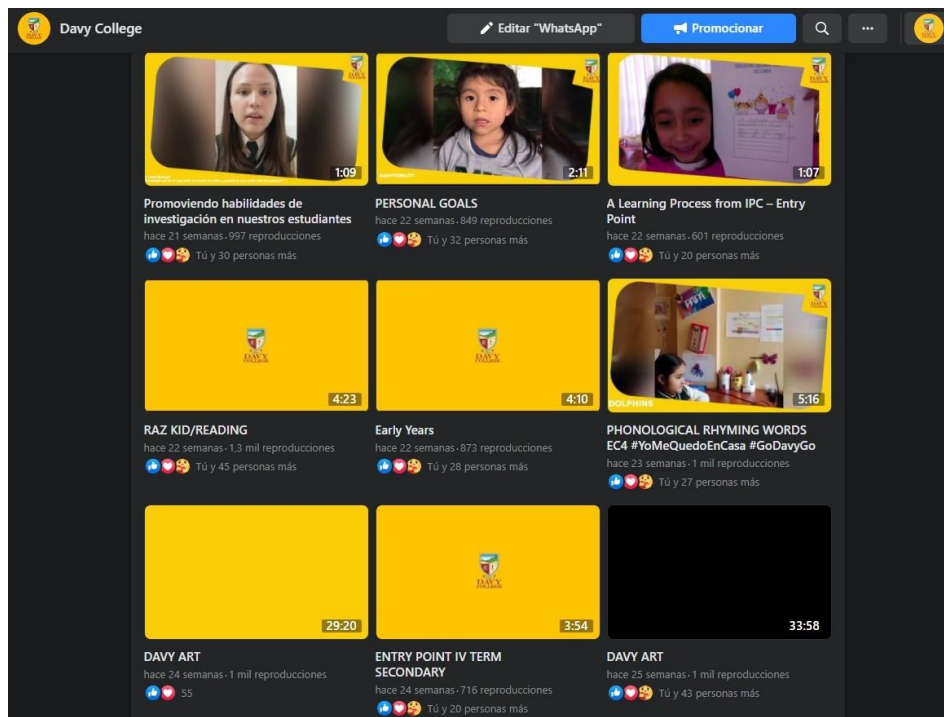 Davy College
Editar "WhatsApp"
Promocionar
1:09
2:11
1:07
ADAPTABILITY
Promoviendo habilidades de
investigación en nuestros estudiantes
hace 21 semanas · 997 reproducciones
Tú y 30 personas más
PERSONAL GOALS
hace 22 semanas · 849 reproducciones
Tú y 32 personas más
A Learning Process from IPC – Entry
Point
hace 22 semanas · 601 reproducciones
Tú y 20 personas más
DAVY
COLLEGE
4:23
DAVY
COLLEGE
4:10
DOLPHINS
5:16
RAZ KID/READING
hace 22 semanas · 1,3 mil reproducciones
Tú y 45 personas más
Early Years
hace 22 semanas · 873 reproducciones
Tú y 28 personas más
PHONOLOGICAL RHYMING WORDS
EC4 #YoMeQuedoEnCasa #GoDavyGo
hace 23 semanas · 1 mil reproducciones
Tú y 27 personas más
29:20
DAVY
COLLEGE
3:54
33:58
DAVY ART
hace 24 semanas · 1 mil reproducciones
55
ENTRY POINT IV TERM
SECONDARY
hace 24 semanas · 716 reproducciones
Tú y 20 personas más
DAVY ART
hace 25 semanas · 1 mil reproducciones
Tú y 43 personas más